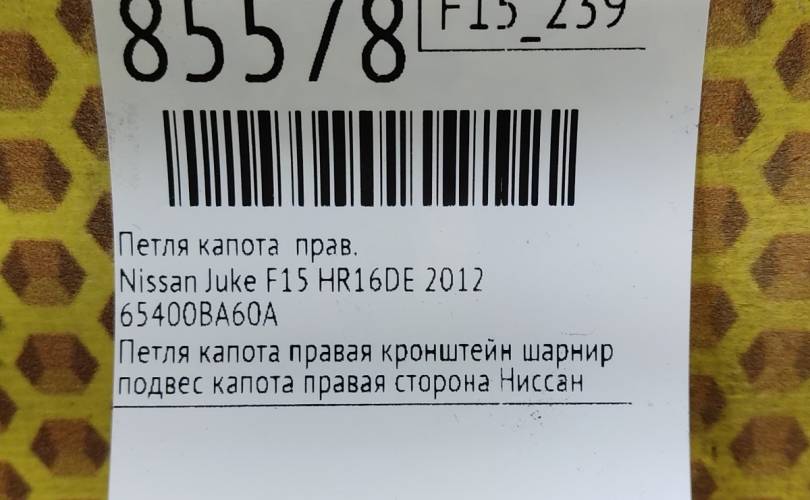 85578
F15_239
Петля капота прав.
Nissan Juke F15 HR16DE 2012
65400BA60A
Петля капота правая кронштейн шарнир
подвес капота правая сторона Ниссан